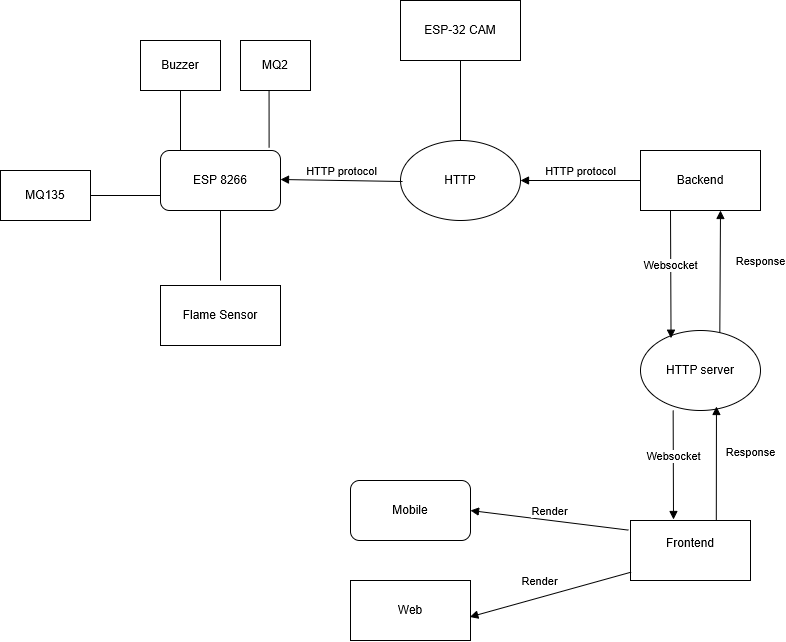 ESP-32 CAM
Buzzer
MQ2
HTTP protocol
HTTP protocol
ESP 8266
HTTP
Backend
MQ135
Websocket
Response
Flame Sensor
HTTP server
Websocket
Response
Mobile
Render
Frontend
Render
Web